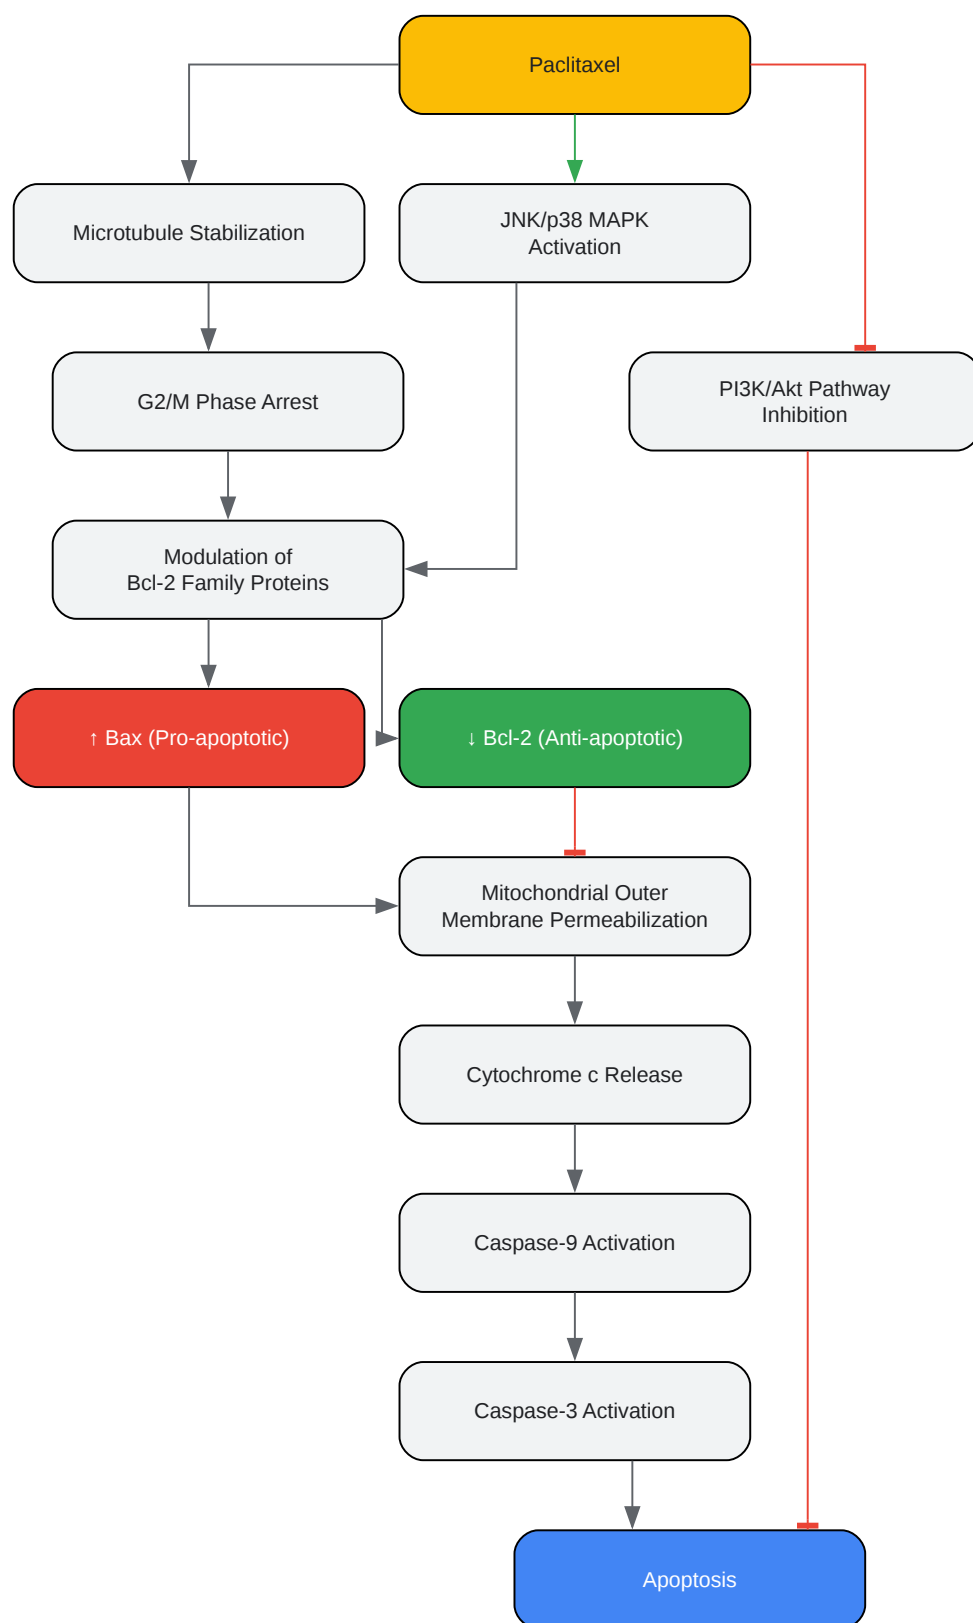 Paclitaxel
Microtubule Stabilization
JNK/p38 MAPK
Activation
G2/M Phase Arrest
PI3K/Akt Pathway
Inhibition
Modulation of
Bcl-2 Family Proteins
↑ Bax (Pro-apoptotic)
↓ Bcl-2 (Anti-apoptotic)
Mitochondrial Outer
Membrane Permeabilization
Cytochrome c Release
Caspase-9 Activation
Caspase-3 Activation
Apoptosis